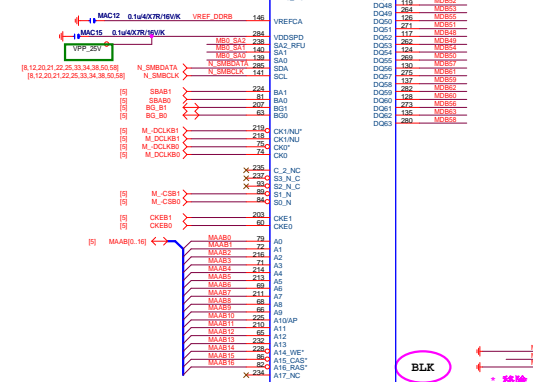 MAC12 0.1u/4/X7R/16V/K VREF_DDRB 146 VREFCA
MAC15 0.1u/4/X7R/16V/K 284 VDDSPD
VPP_25V
MB0_SA2 238 SA2_RFU
MB0_SA1 140 SA1
MB0_SA0 139 SA0
[8,12,20,21,22,25,33,34,38,50,58] N_SMBDATA N_SMBDATA 285 SDA
[8,12,20,21,22,25,33,34,38,50,58] N_SMBCLK N_SMBCLK 141 SCL
[5] SBAB1 224 BA1
[5] SBAB0 81 BA0
[5] BG_B1 207 BG1
[5] BG_B0 63 BG0
[5] M_-DCLKB1 219 CK1/NU*
[5] M_DCLKB1 218 CK1/NU
[5] M_-DCLKB0 75 CK0*
[5] M_DCLKB0 74 CK0
235 C_2_NC
237 S3_N_C
93 S2_N_C
[5] M_-CSB1 89 S1_N
[5] M_-CSB0 84 S0_N
[5] CKEB1 203 CKE1
[5] CKEB0 60 CKE0
[5] MAAB[0..16]
MAAB0 79 A0
MAAB1 72 A1
MAAB2 216 A2
MAAB3 71 A3
MAAB4 214 A4
MAAB5 213 A5
MAAB6 69 A6
MAAB7 211 A7
MAAB8 68 A8
MAAB9 66 A9
MAAB10 225 A10/AP
MAAB11 210 A11
MAAB12 65 A12
MAAB13 232 A13
MAAB14 228 A14_WE*
MAAB15 86 A15_CAS*
MAAB16 82 A16_RAS*
234 A17_NC
DQ48 119 MDB52
DQ49 264 MDB53
DQ50 126 MDB55
DQ51 271 MDB51
DQ52 117 MDB48
DQ53 262 MDB49
DQ54 124 MDB54
DQ55 269 MDB50
DQ56 130 MDB57
DQ57 275 MDB61
DQ58 137 MDB59
DQ59 282 MDB62
DQ60 128 MDB60
DQ61 273 MDB56
DQ62 135 MDB63
DQ63 280 MDB58
BLK
* 移除